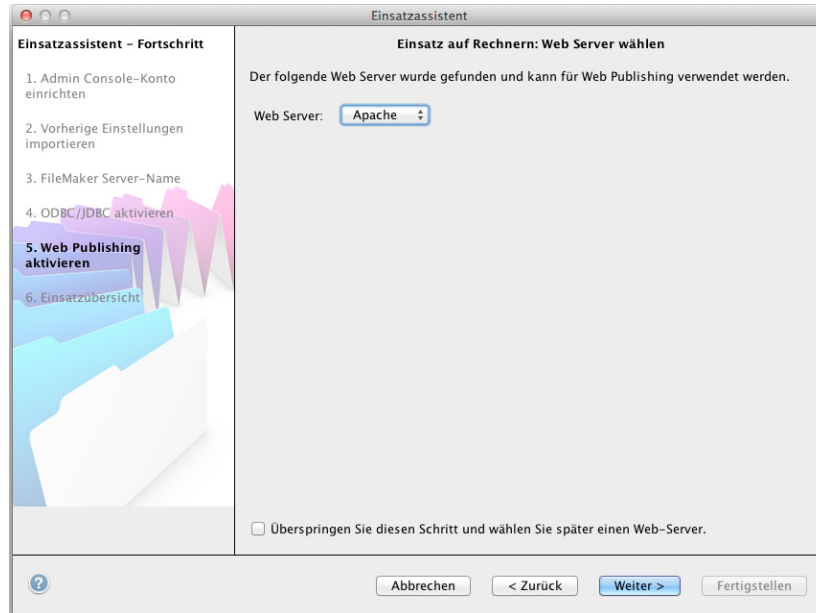 Einsatzassistent
Einsatzassistent – Fortschritt
1. Admin Console-Konto
einrichten
2. Vorherige Einstellungen
importieren
3. FileMaker Server-Name
4. ODBC/JDBC aktivieren
5. Web Publishing
aktivieren
6. Einsatzübersicht
Einsatz auf Rechnern: Web Server wählen
Der folgende Web Server wurde gefunden und kann für Web Publishing verwendet werden.
Web Server: Apache
Überspringen Sie diesen Schritt und wählen Sie später einen Web-Server.
? Abbrechen < Zurück Weiter > Fertigstellen